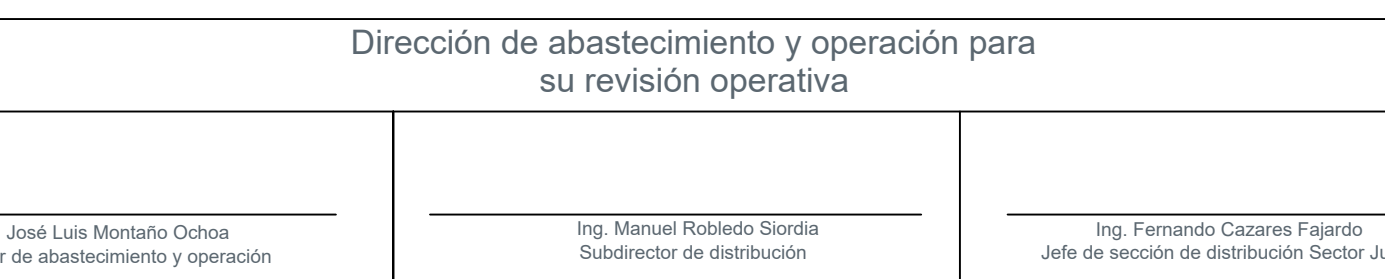 Dirección de abastecimiento y operación para
su revisión operativa
José Luis Montaño Ochoa
de abastecimiento y operación
Ing. Manuel Robledo Siordia
Subdirector de distribución
Ing. Fernando Cazares Fajardo
Jefe de sección de distribución Sector